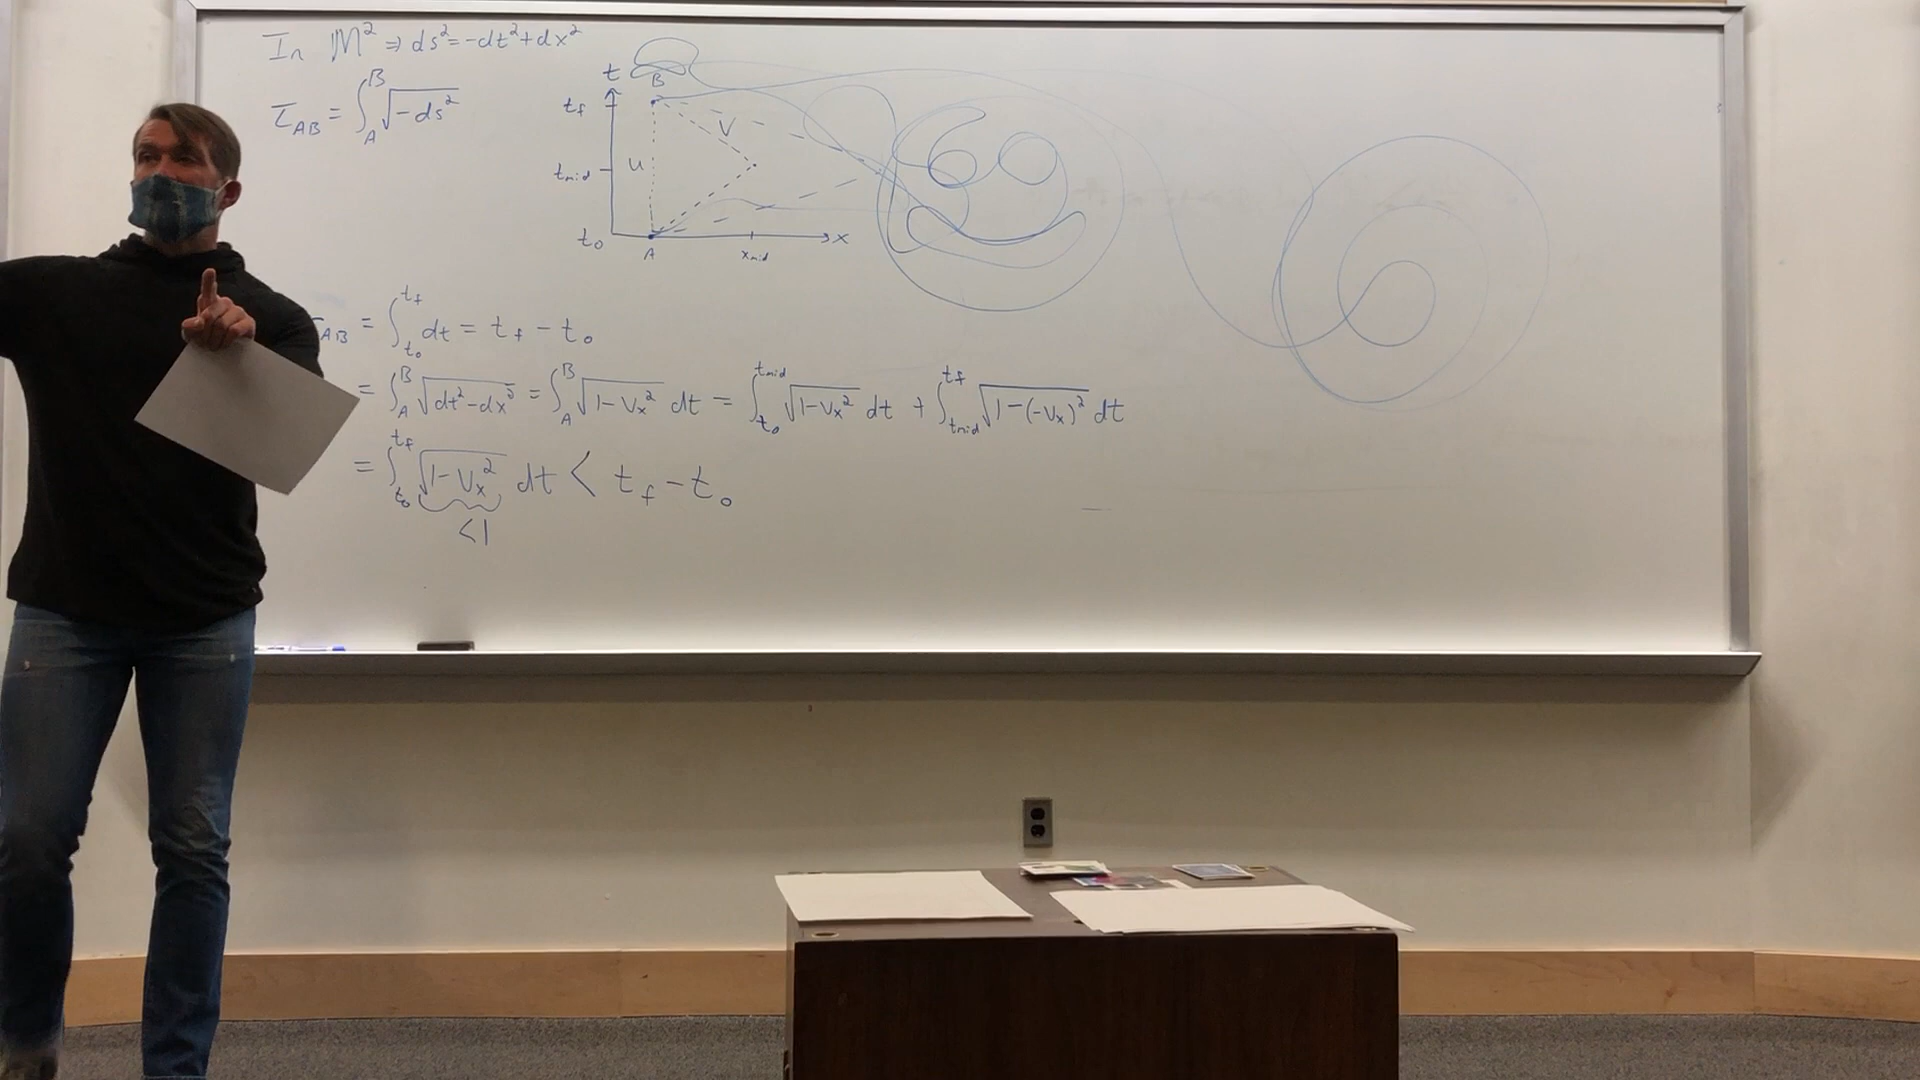 In M² ⇒ ds²=-dt²+dx²
τ_AB = ∫_A^B √(-ds²)
t
B
t_f
V
U
t_mid
t_0
A
x_mid
x
AB = ∫_{t_0}^{t_f} dt = t_f - t_0
= ∫_A^B √(dt²-dx²) = ∫_A^B √(1-V_x²) dt = ∫_{t_0}^{t_mid} √(1-V_x²) dt + ∫_{t_mid}^{t_f} √(1-(-V_x)²) dt
= ∫_{t_0}^{t_f} √(1-V_x²) dt < t_f - t_0
<1